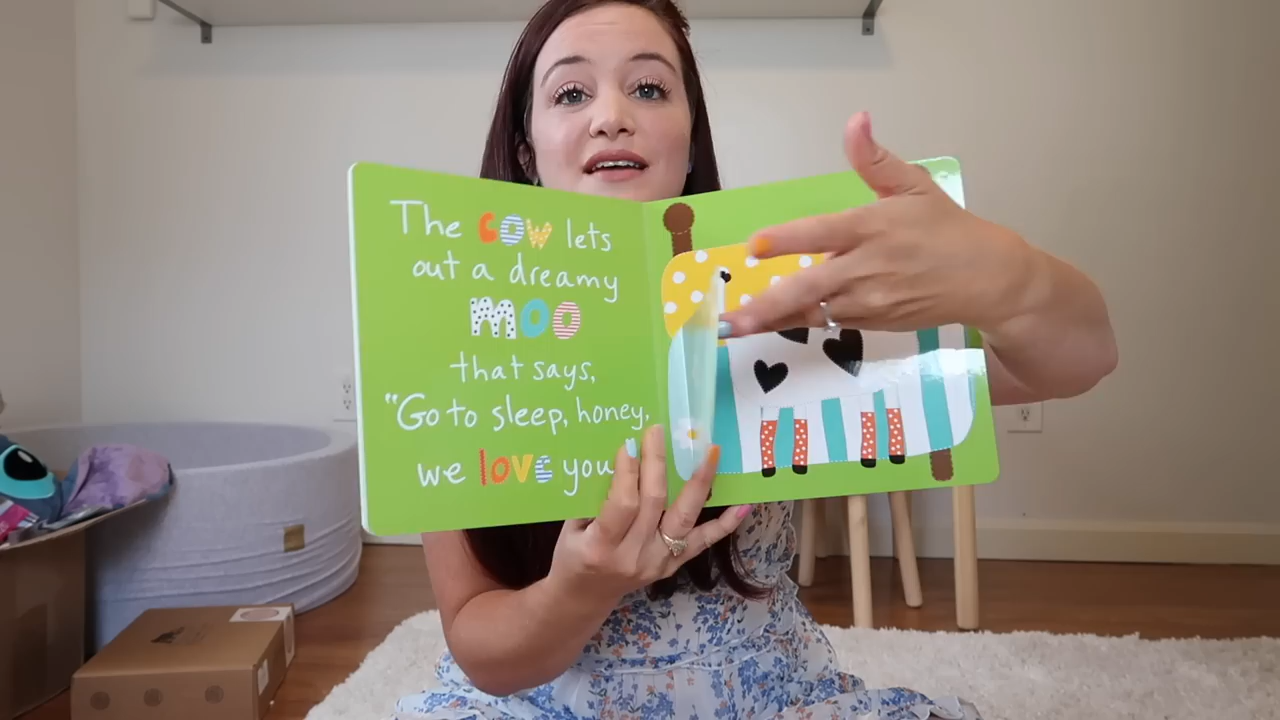 The COW lets
out a dreamy
MOO
that says,
"Go to sleep, honey,
we love you